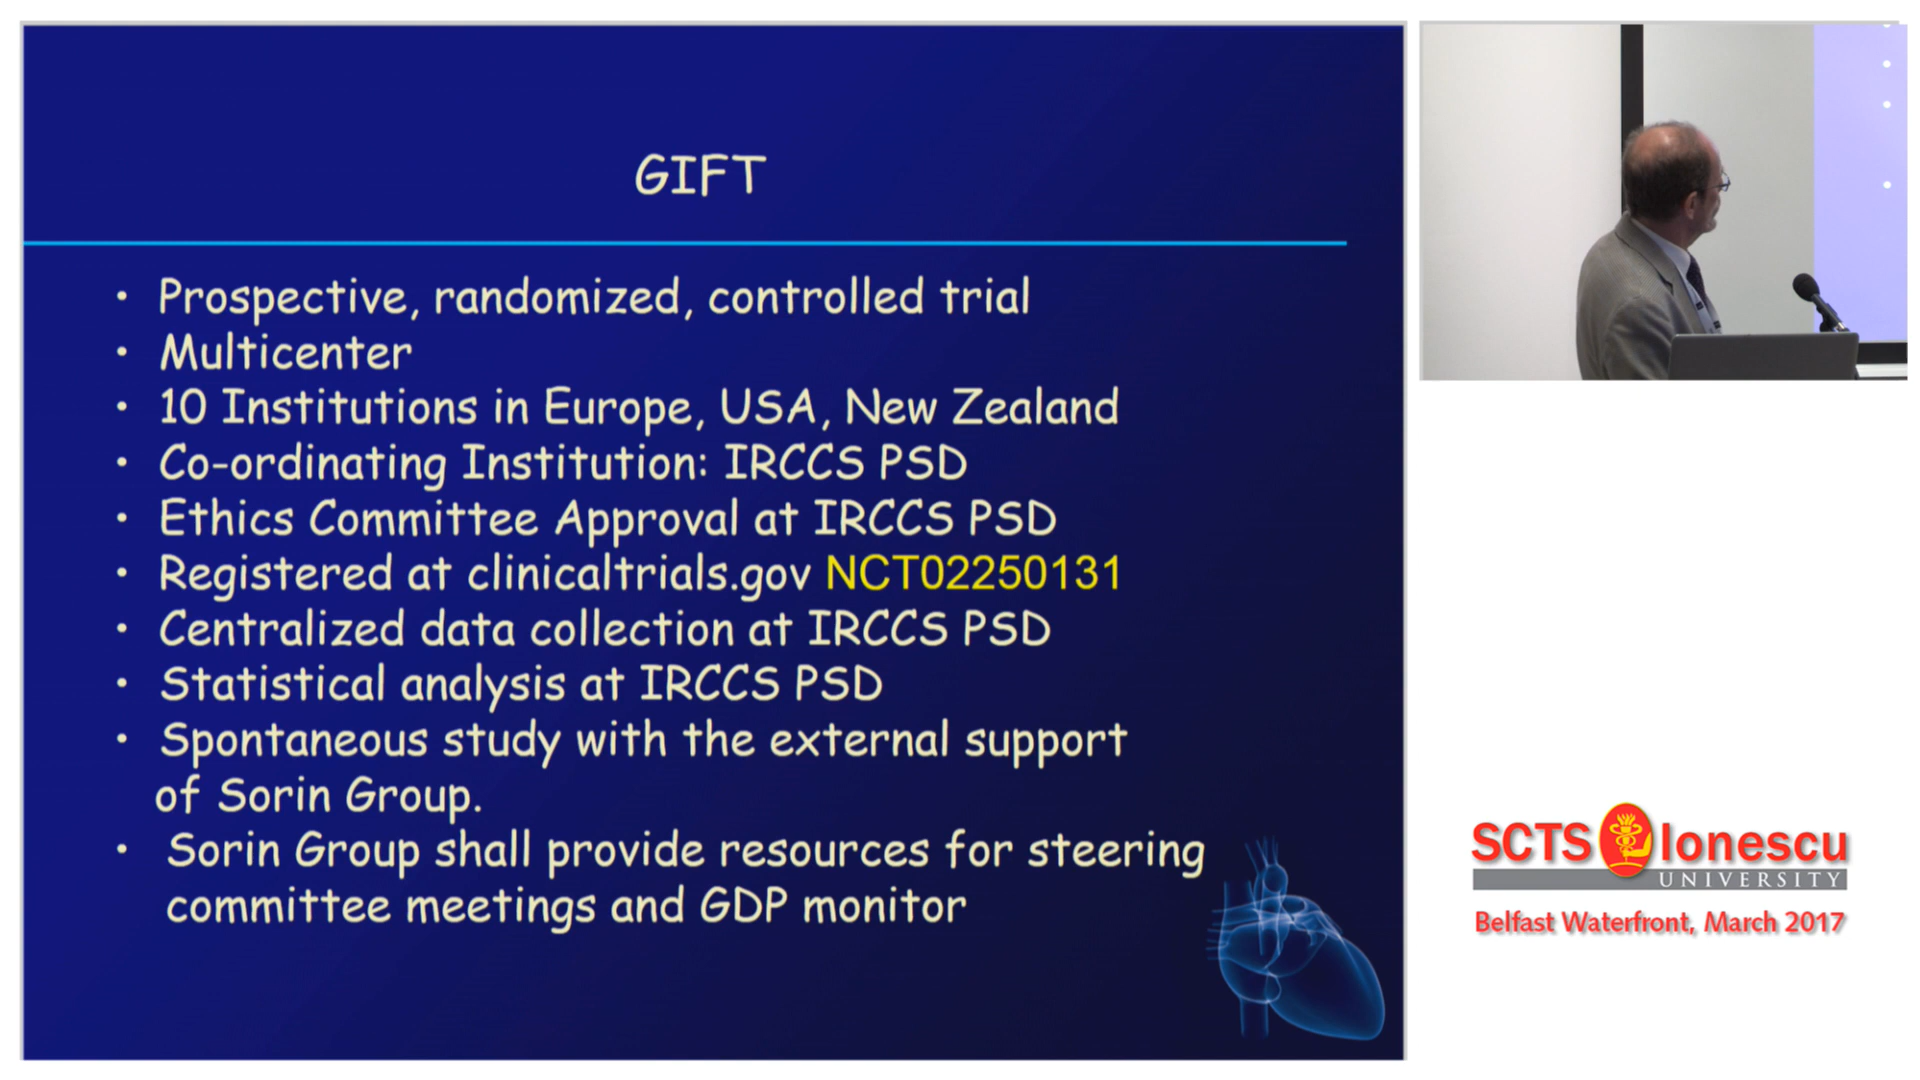 GIFT
• Prospective, randomized, controlled trial
• Multicenter
• 10 Institutions in Europe, USA, New Zealand
• Co-ordinating Institution: IRCCS PSD
• Ethics Committee Approval at IRCCS PSD
• Registered at clinicaltrials.gov NCT02250131
• Centralized data collection at IRCCS PSD
• Statistical analysis at IRCCS PSD
• Spontaneous study with the external support
of Sorin Group.
• Sorin Group shall provide resources for steering
committee meetings and GDP monitor
SCTS Ionescu
UNIVERSITY
Belfast Waterfront, March 2017